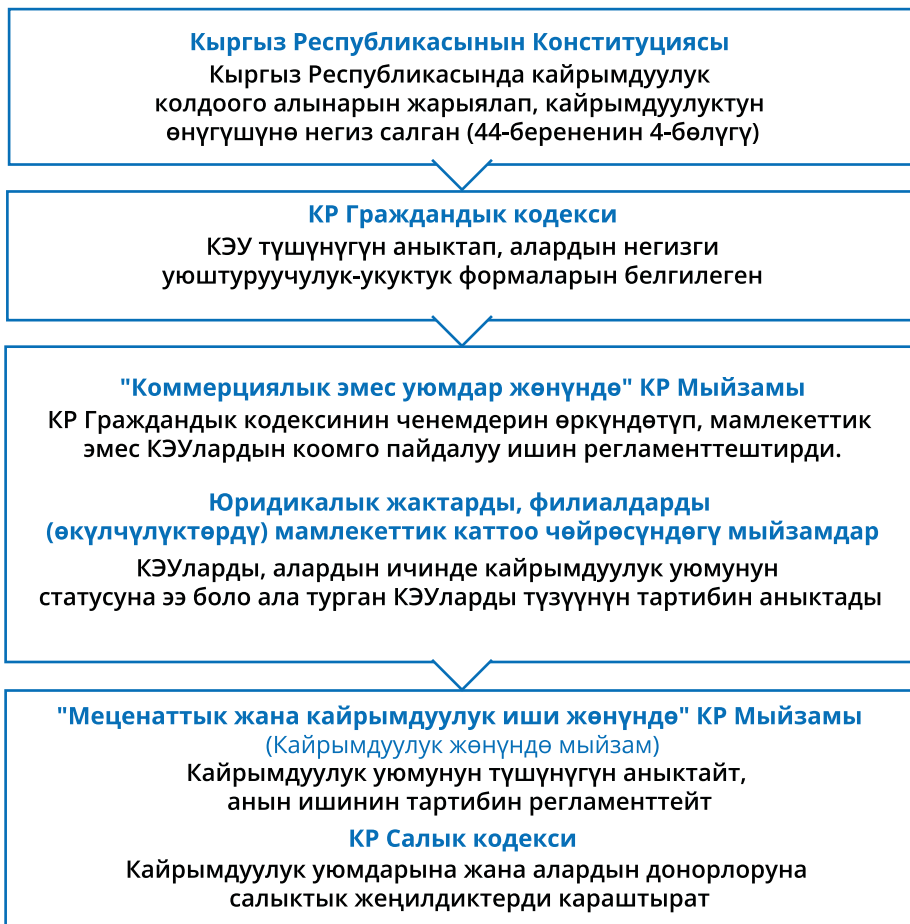 Кыргыз Республикасынын Конституциясы
Кыргыз Республикасында кайрымдуулук
колдоого алынарын жарыялап, кайрымдуулуктун
өнүгүшүнө негиз салган (44-берененин 4-бөлүгү)
КР Граждандык кодекси
КЭУ түшүнүгүн аныктап, алардын негизги
уюштуруучулук-укуктук формаларын белгилеген
"Коммерциялык эмес уюмдар жөнүндө" КР Мыйзамы
КР Граждандык кодексинин ченемдерин өркүндөтүп, мамлекеттик
эмес КЭУлардын коомго пайдалуу ишин регламенттештирди.
Юридикалык жактарды, филиалдарды
(өкүлчүлүктөрдү) мамлекеттик каттоо чөйрөсүндөгү мыйзамдар
КЭУларды, алардын ичинде кайрымдуулук уюмунун
статусуна ээ боло ала турган КЭУларды түзүүнүн тартибин аныктады
"Меценаттык жана кайрымдуулук иши жөнүндө" КР Мыйзамы
(Кайрымдуулук жөнүндө мыйзам)
Кайрымдуулук уюмунун түшүнүгүн аныктайт,
анын ишинин тартибин регламенттейт
КР Салык кодекси
Кайрымдуулук уюмдарына жана алардын донорлоруна
салыктык жеңилдиктерди караштырат